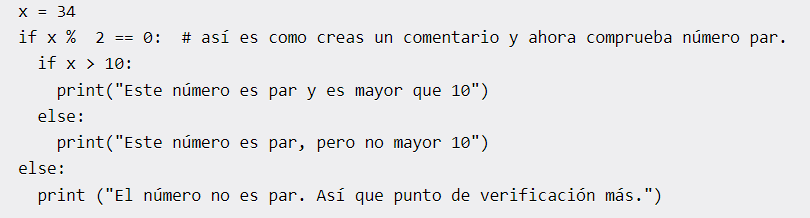 x = 34
if x %  2 == 0:  # así es como creas un comentario y ahora comprueba número par.
  if x > 10:
    print("Este número es par y es mayor que 10")
  else:
    print("Este número es par, pero no mayor 10")
else:
  print ("El número no es par. Así que punto de verificación más.")